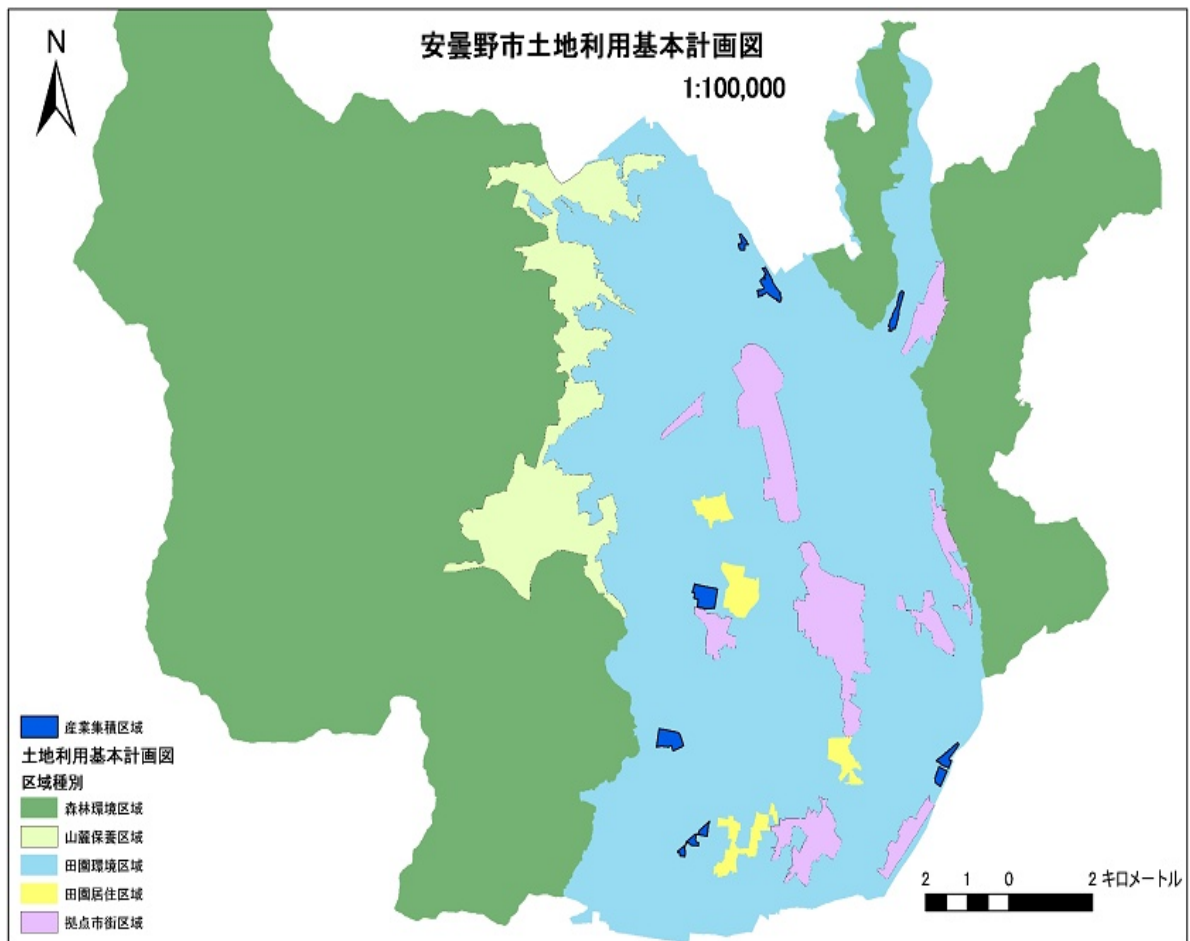 安曇野市土地利用基本計画図
1:100,000
N
産業集積区域
土地利用基本計画図
区域種別
森林環境区域
山麓保養区域
田園環境区域
田園居住区域
拠点市街区域
2 1 0 2 キロメートル